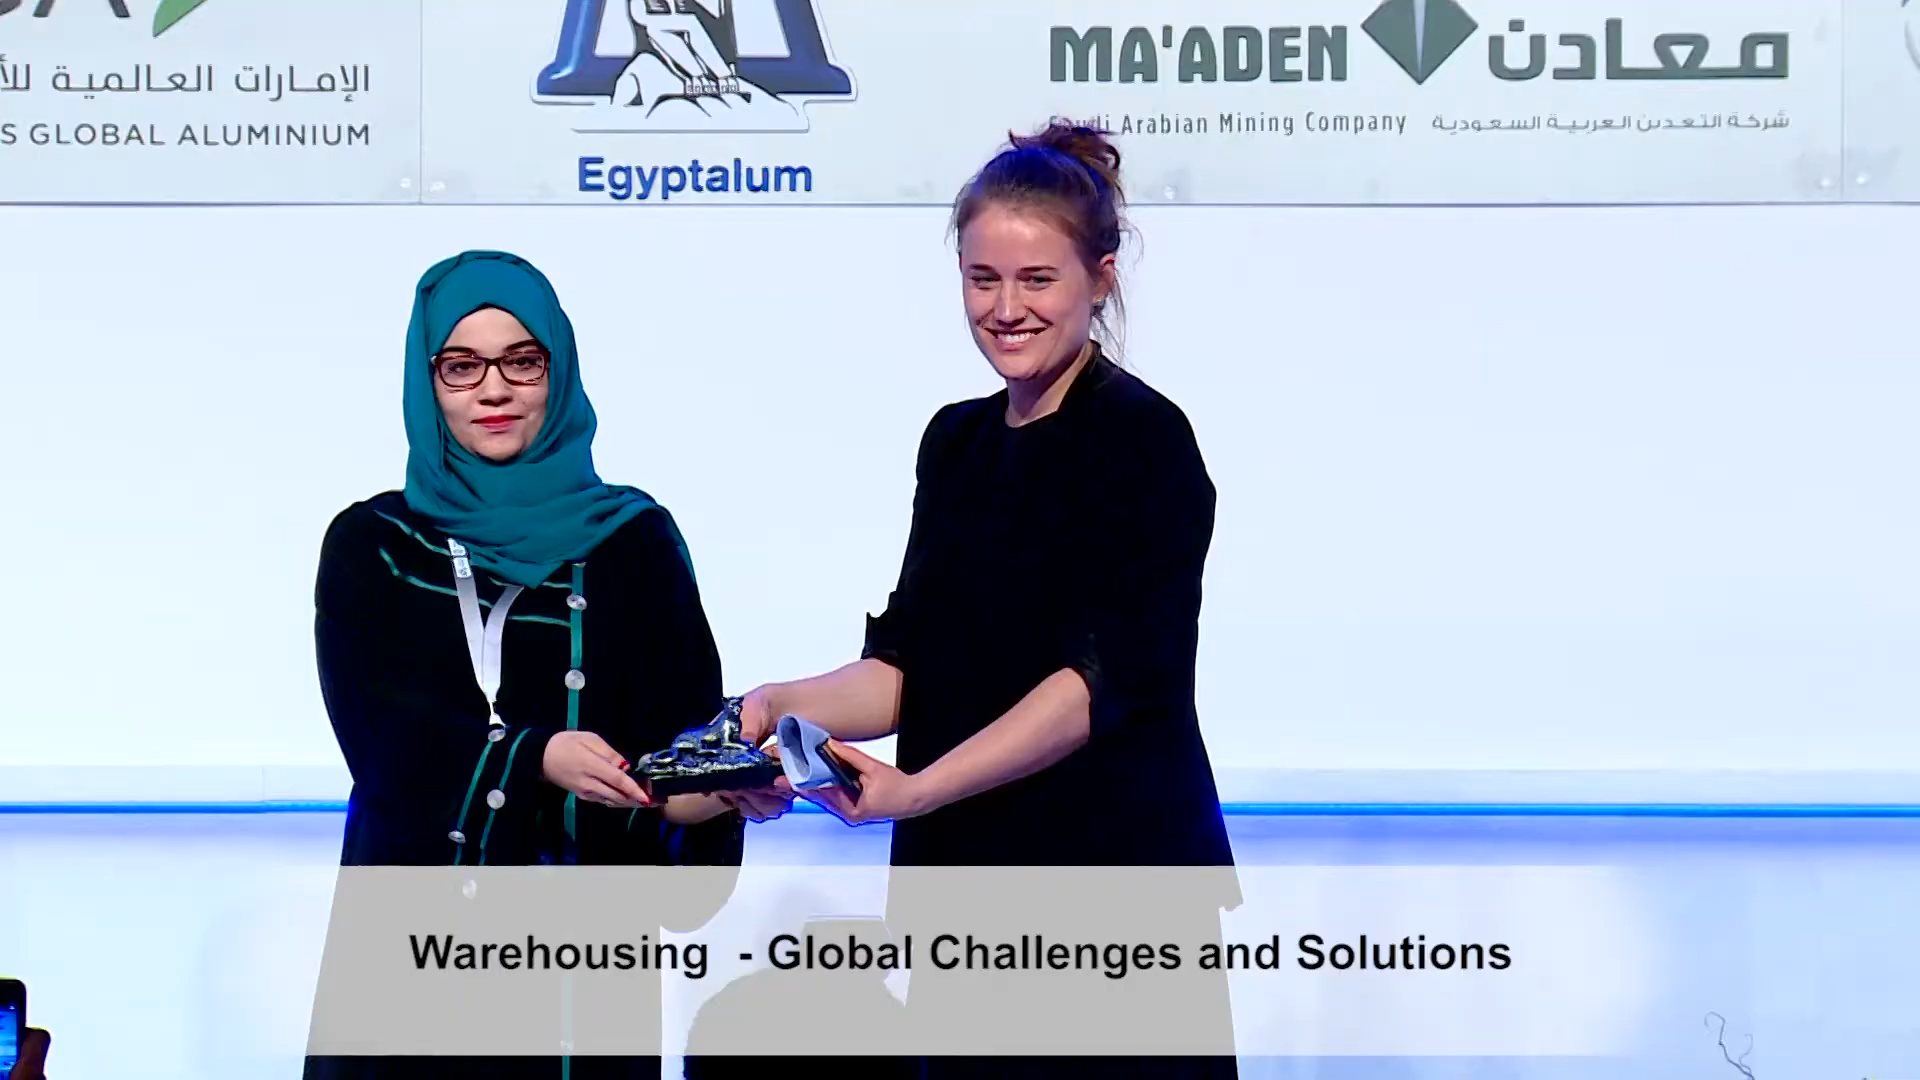 الإمارات العالمية للأ
S GLOBAL ALUMINIUM
Egyptalum
MA'ADEN معادن
Saudi Arabian Mining Company شركة التعدين العربية السعودية
Warehousing - Global Challenges and Solutions